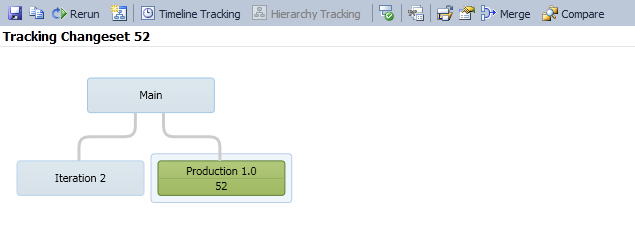 Rerun Timeline Tracking Hierarchy Tracking Merge Compare
Tracking Changeset 52
Main
Iteration 2
Production 1.0
52